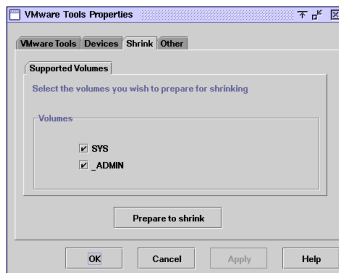 VMware Tools Properties
VMware Tools Devices Shrink Other
Supported Volumes
Select the volumes you wish to prepare for shrinking
Volumes
SYS
_ADMIN
Prepare to shrink
OK Cancel Apply Help